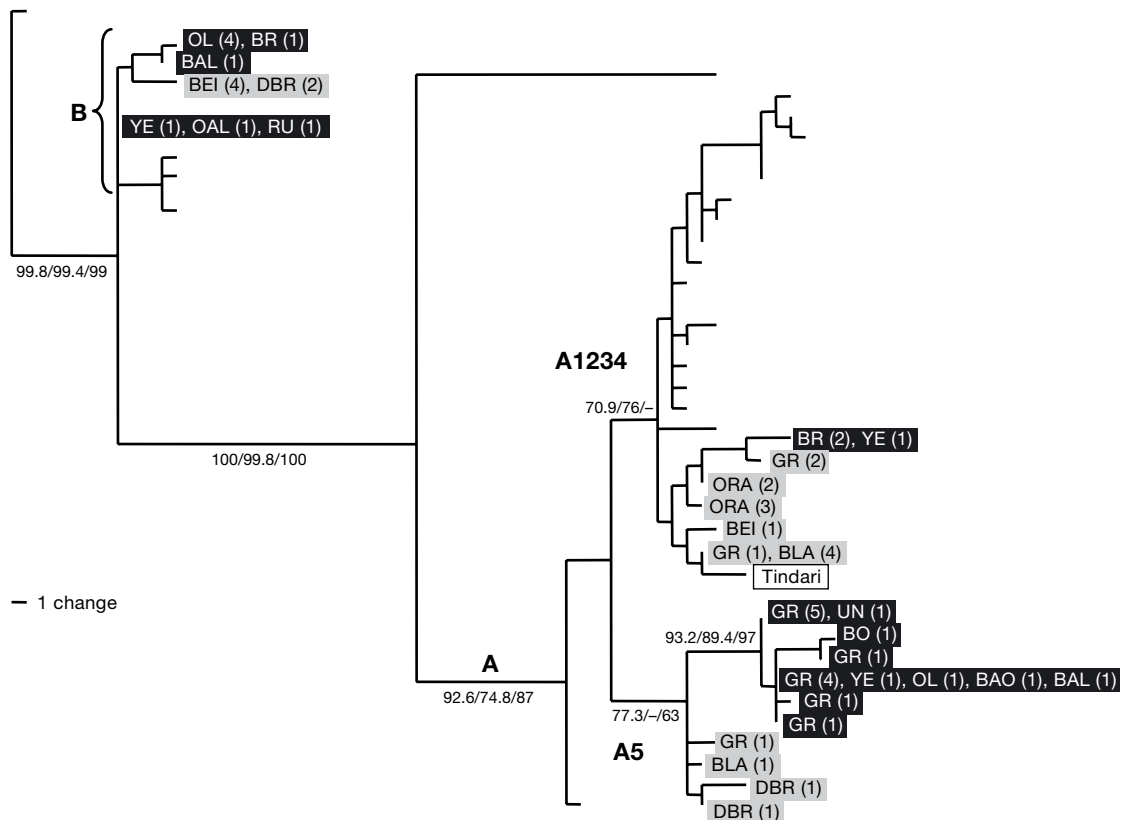 OL (4), BR (1)
BAL (1)
BEI (4), DBR (2)
B
YE (1), OAL (1), RU (1)
99.8/99.4/99
A1234
70.9/76/–
BR (2), YE (1)
GR (2)
100/99.8/100
ORA (2)
ORA (3)
BEI (1)
GR (1), BLA (4)
Tindari
1 change
GR (5), UN (1)
93.2/89.4/97
BO (1)
GR (1)
A
GR (4), YE (1), OL (1), BAO (1), BAL (1)
92.6/74.8/87
GR (1)
77.3/–/63
GR (1)
A5
GR (1)
BLA (1)
DBR (1)
DBR (1)